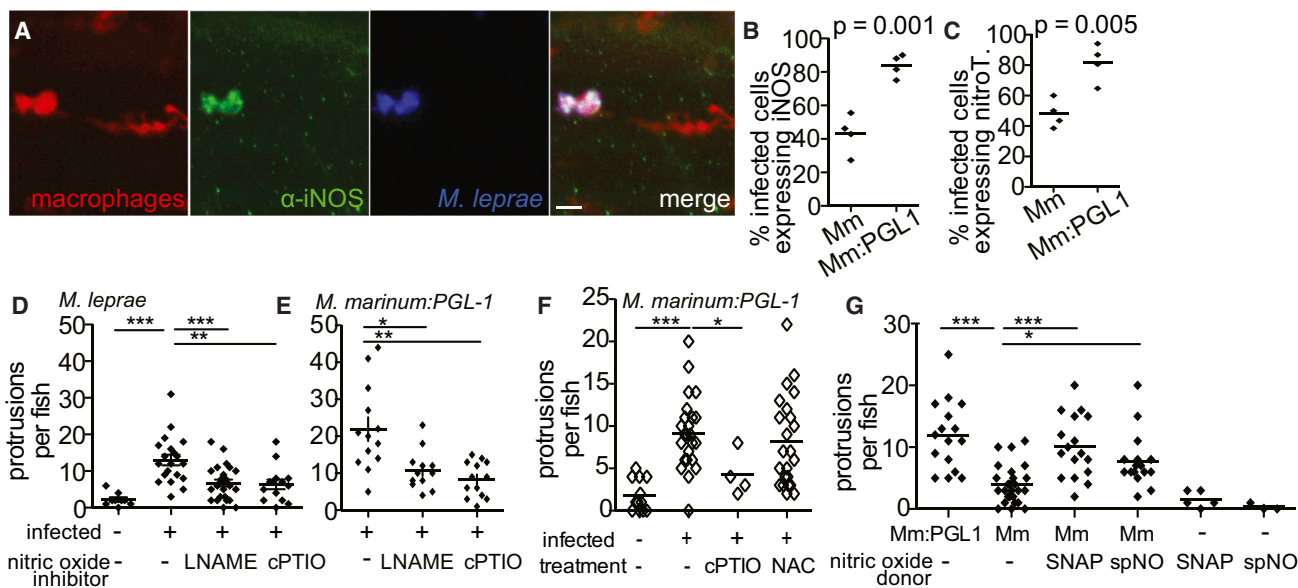 A
macrophages
α-iNOS
M. leprae
merge
B
p = 0.001
% infected cells
expressing iNOS
100
80
60
40
20
0
Mm
Mm:PGL1
C
p = 0.005
% infected cells
expressing nitroT.
100
80
60
40
20
0
Mm
Mm:PGL1
D
M. leprae
protrusions
per fish
50
40
30
20
10
0
***
***
**
infected - + + +
nitric oxide
inhibitor - - LNAME cPTIO
E
M. marinum:PGL-1
50
40
30
20
10
0
*
**
+ + +
- LNAME cPTIO
F
M. marinum:PGL-1
protrusions
per fish
25
20
15
10
5
0
***
*
infected - + + +
treatment - - cPTIO NAC
G
protrusions
per fish
30
20
10
0
***
***
*
Mm:PGL1 Mm Mm Mm - -
nitric oxide
donor - - SNAP spNO SNAP spNO